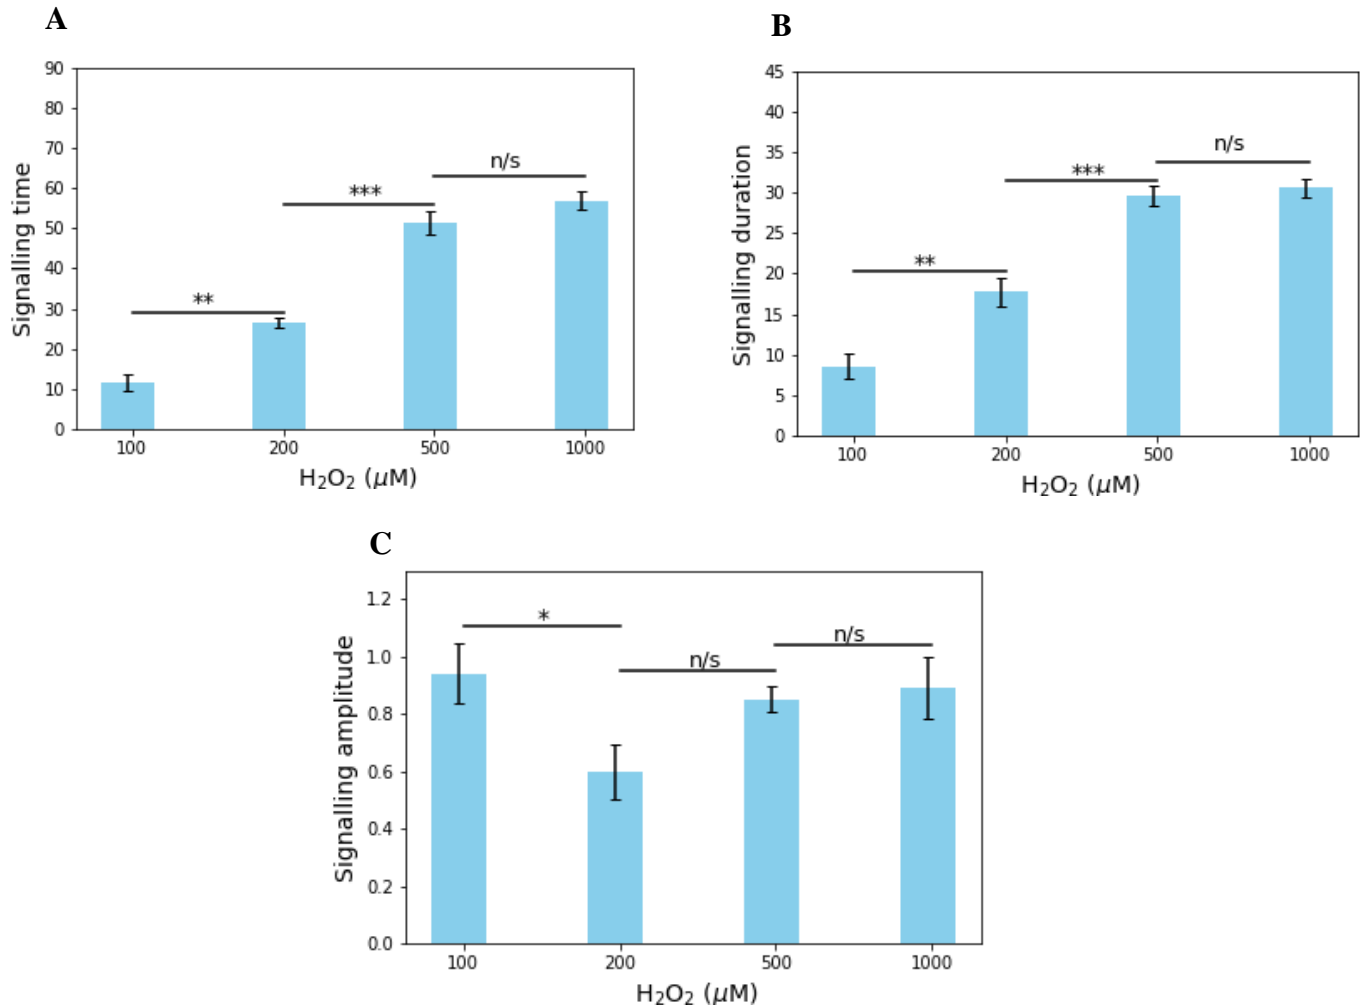 A
90
80
70
60
50
40
30
20
10
0
Signalling time
**
***
n/s
100 200 500 1000
H₂O₂ (μM)
B
45
40
35
30
25
20
15
10
5
0
Signalling duration
**
***
n/s
100 200 500 1000
H₂O₂ (μM)
C
1.2
1.0
0.8
0.6
0.4
0.2
0.0
Signalling amplitude
*
n/s
n/s
100 200 500 1000
H₂O₂ (μM)